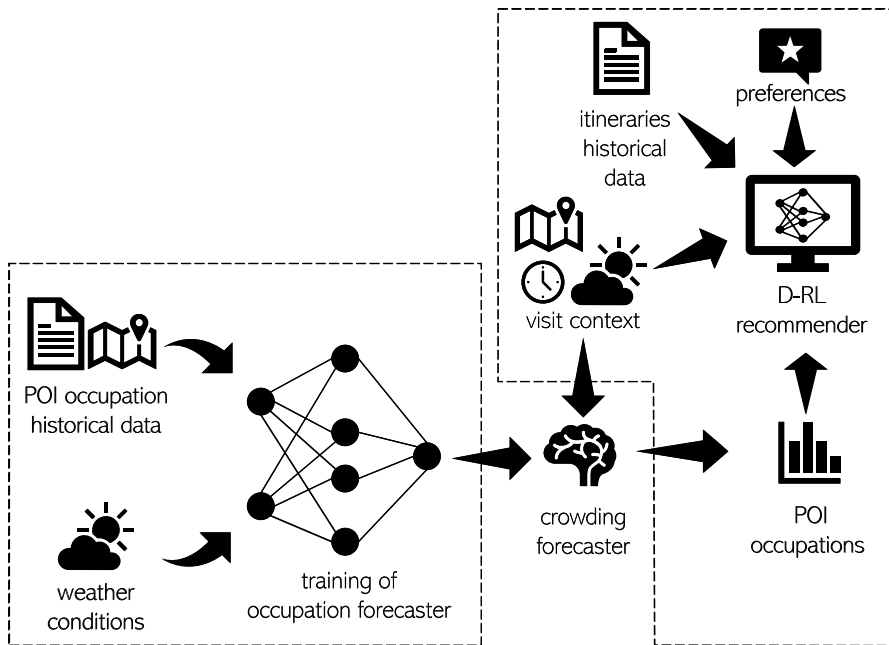 preferences
itineraries
historical
data
visit context
D-RL
recommender
POI occupation
historical data
crowding
forecaster
POI
occupations
weather
conditions
training of
occupation forecaster